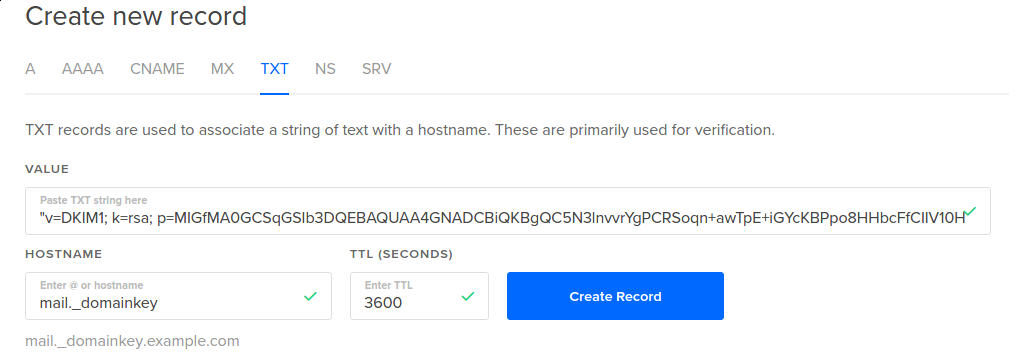 Create new record
A AAAA CNAME MX TXT NS SRV
TXT records are used to associate a string of text with a hostname. These are primarily used for verification.
VALUE
Paste TXT string here
"v=DKIM1; k=rsa; p=MIGfMA0GCSqGSIb3DQEBAQUAA4GNADCBiQKBgQC5N3lnvvrYgPCRSoqn+awTpE+iGYcKBPpo8HHbcFfCIIV10H
HOSTNAME TTL (SECONDS)
Enter @ or hostname Enter TTL
mail._domainkey 3600 Create Record
mail._domainkey.example.com